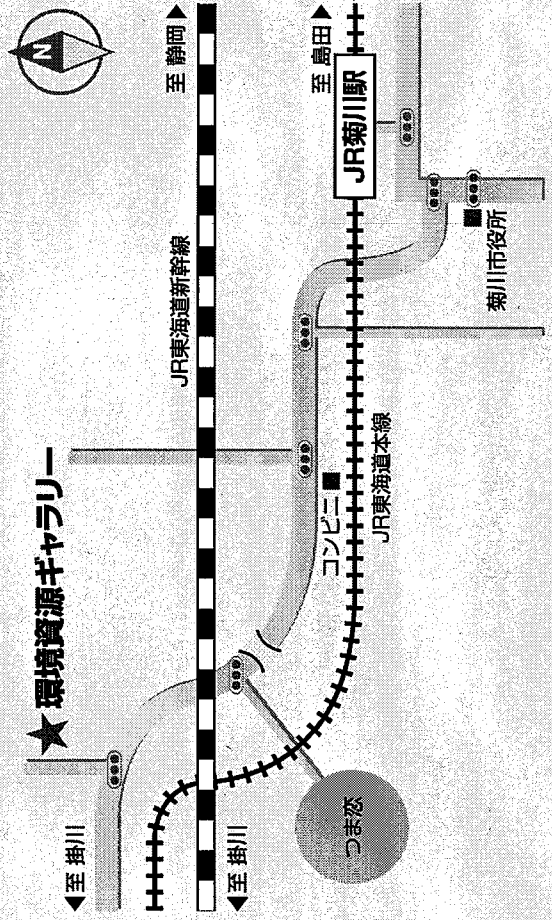 N
★環境資源ギャラリー
◀至 掛川
◀至 掛川
JR東海道新幹線
至 静岡▶
至 島田▶
JR菊川駅
コンビニ
JR東海道本線
つま恋
菊川市役所